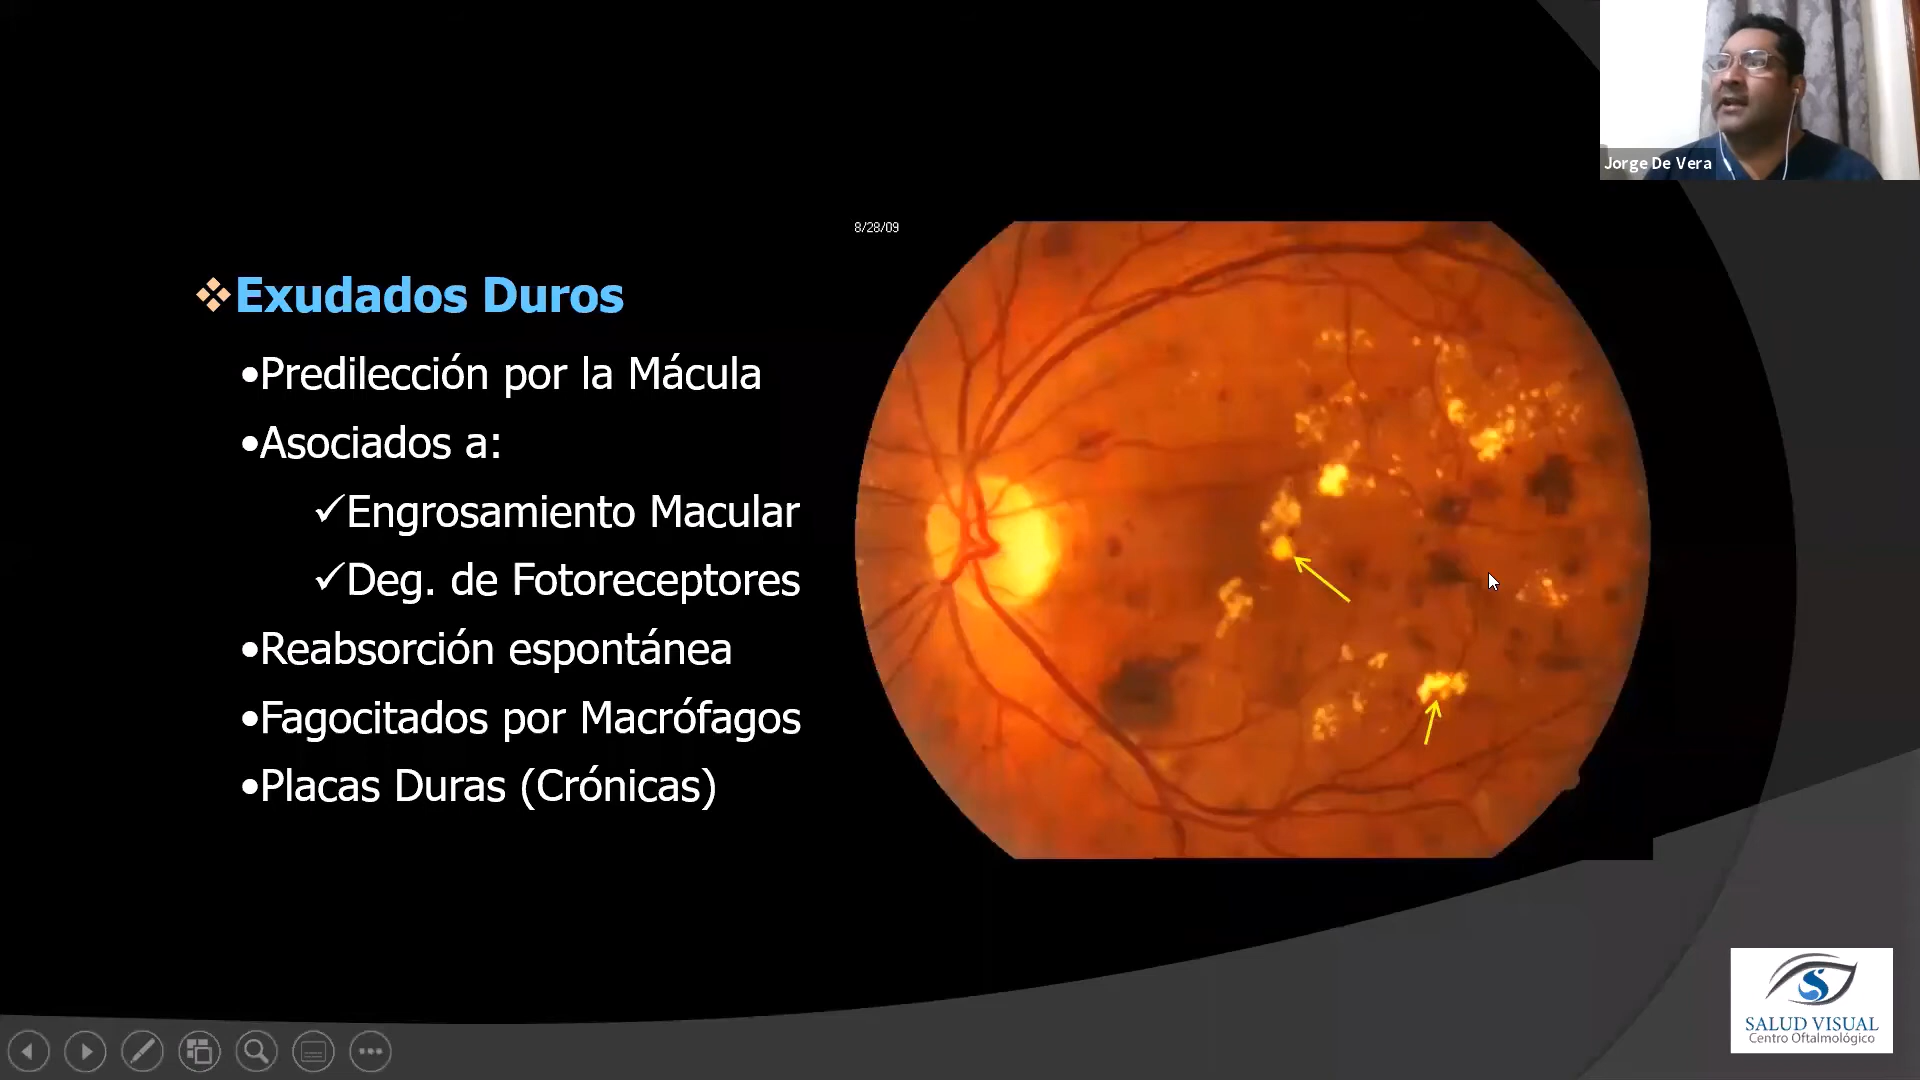 Jorge De Vera
8/28/09
❖Exudados Duros
•Predilección por la Mácula
•Asociados a:
✓Engrosamiento Macular
✓Deg. de Fotoreceptores
•Reabsorción espontánea
•Fagocitados por Macrófagos
•Placas Duras (Crónicas)
SALUD VISUAL
Centro Oftalmológico